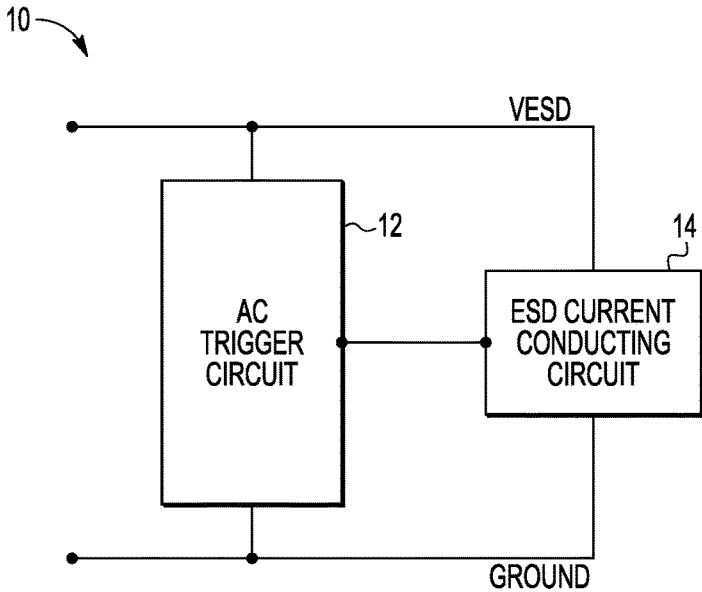 10
VESD
12
14
AC
TRIGGER
CIRCUIT
ESD CURRENT
CONDUCTING
CIRCUIT
GROUND